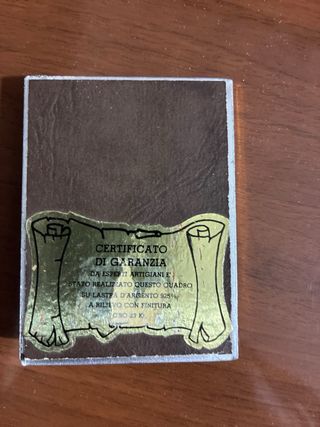 CERTIFICATO
DI GARANZIA
DA ESPERTI ARTIGIANI E'
STATO REALIZZATO QUESTO QUADRO
SU LASTRA D'ARGENTO 925‰
A RILIEVO CON FINITURA
ORO 23 K.